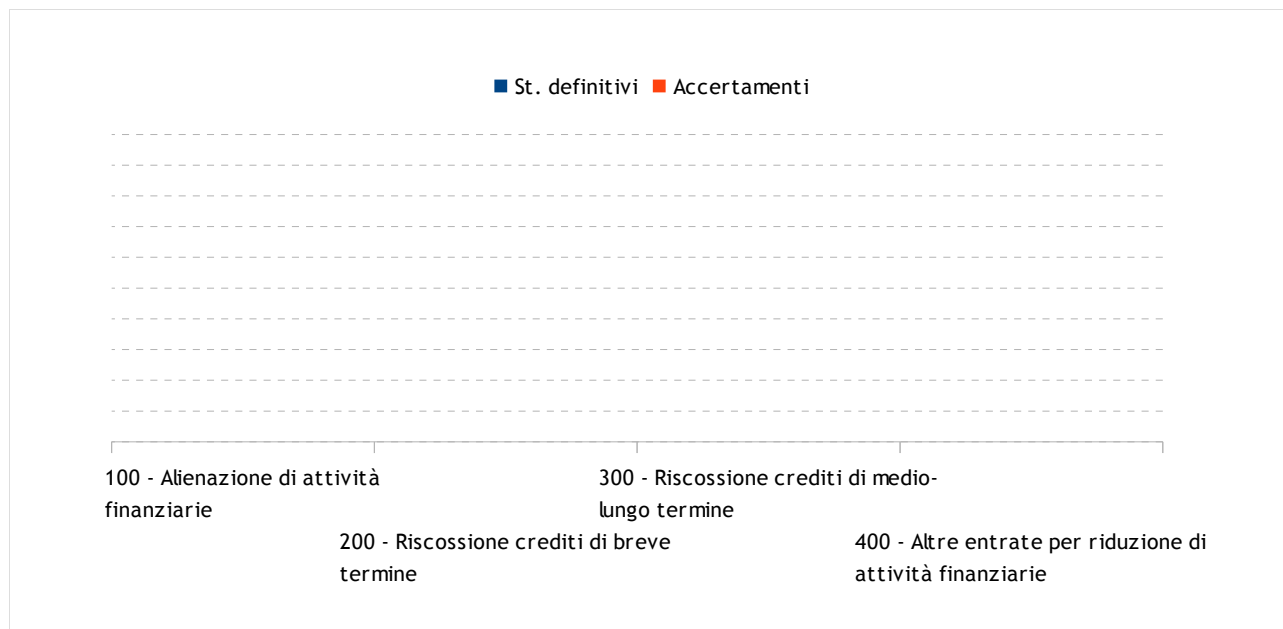 St. definitivi Accertamenti
100 - Alienazione di attività
finanziarie
200 - Riscossione crediti di breve
termine
300 - Riscossione crediti di medio-
lungo termine
400 - Altre entrate per riduzione di
attività finanziarie